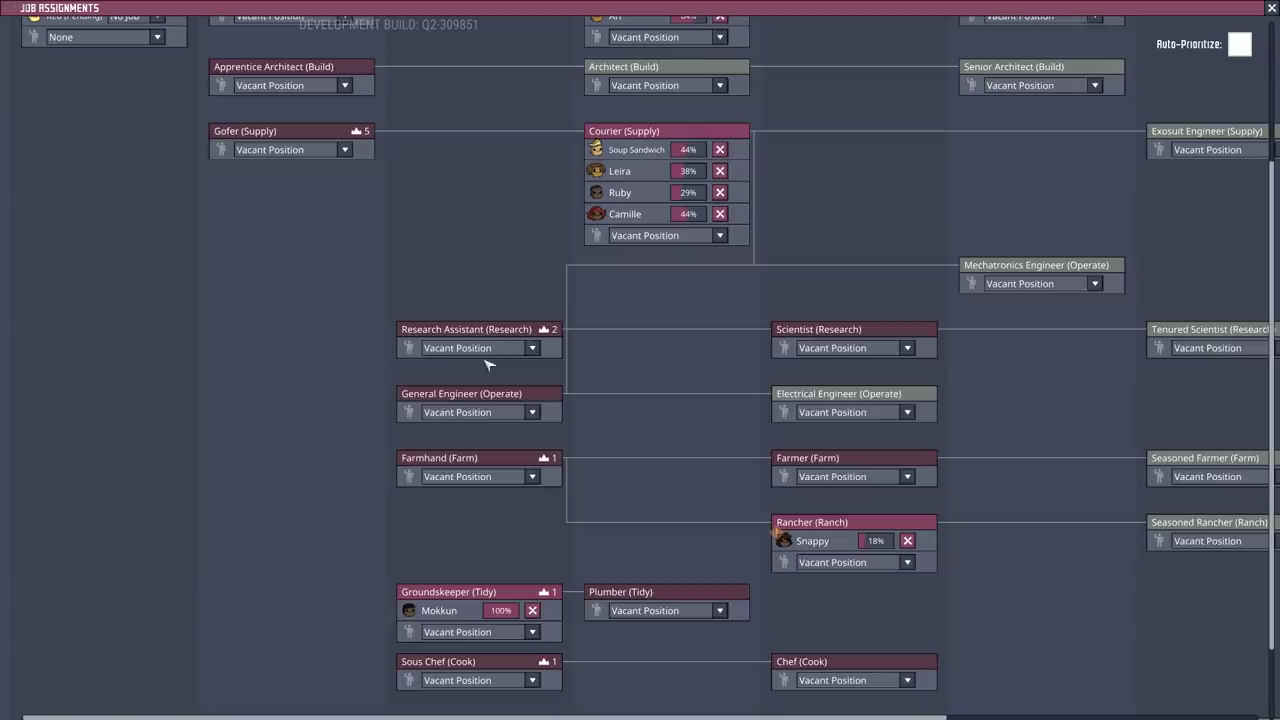 JOB ASSIGNMENTS
DEVELOPMENT BUILD: Q2-309851
Auto-Prioritize:
None
Vacant Position
Apprentice Architect (Build)
Vacant Position
Architect (Build)
Vacant Position
Senior Architect (Build)
Vacant Position
Gofer (Supply) 5
Vacant Position
Courier (Supply)
Soup Sandwich 44%
Leira 38%
Ruby 29%
Camille 44%
Vacant Position
Exosuit Engineer (Supply)
Vacant Position
Mechatronics Engineer (Operate)
Vacant Position
Research Assistant (Research) 2
Vacant Position
Scientist (Research)
Vacant Position
Tenured Scientist (Research
Vacant Position
General Engineer (Operate)
Vacant Position
Electrical Engineer (Operate)
Vacant Position
Farmhand (Farm) 1
Vacant Position
Farmer (Farm)
Vacant Position
Seasoned Farmer (Farm)
Vacant Position
Rancher (Ranch)
Snappy 18%
Vacant Position
Seasoned Rancher (Ranch)
Vacant Position
Groundskeeper (Tidy) 1
Mokkun 100%
Vacant Position
Plumber (Tidy)
Vacant Position
Sous Chef (Cook) 1
Vacant Position
Chef (Cook)
Vacant Position